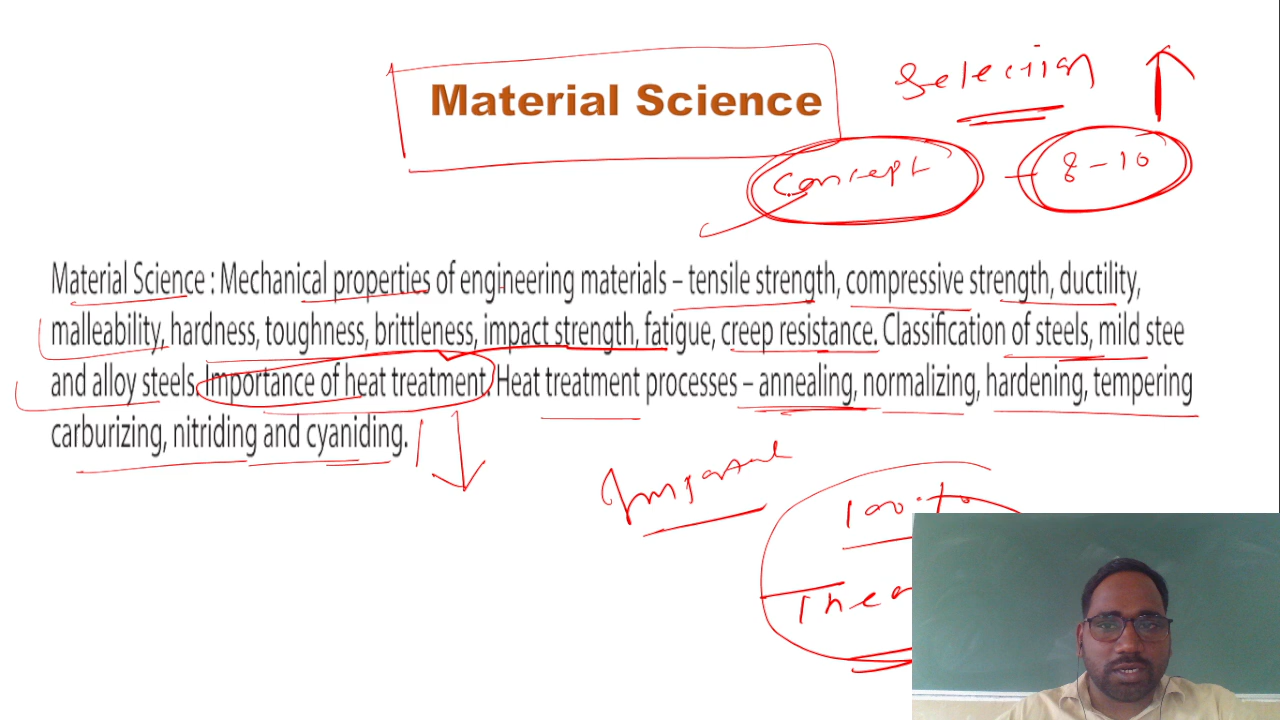 Material Science
Selection
Concept - 8-10
Material Science : Mechanical properties of engineering materials – tensile strength, compressive strength, ductility,
malleability, hardness, toughness, brittleness, impact strength, fatigue, creep resistance. Classification of steels, mild stee
and alloy steels. Importance of heat treatment. Heat treatment processes – annealing, normalizing, hardening, tempering
carburizing, nitriding and cyaniding.